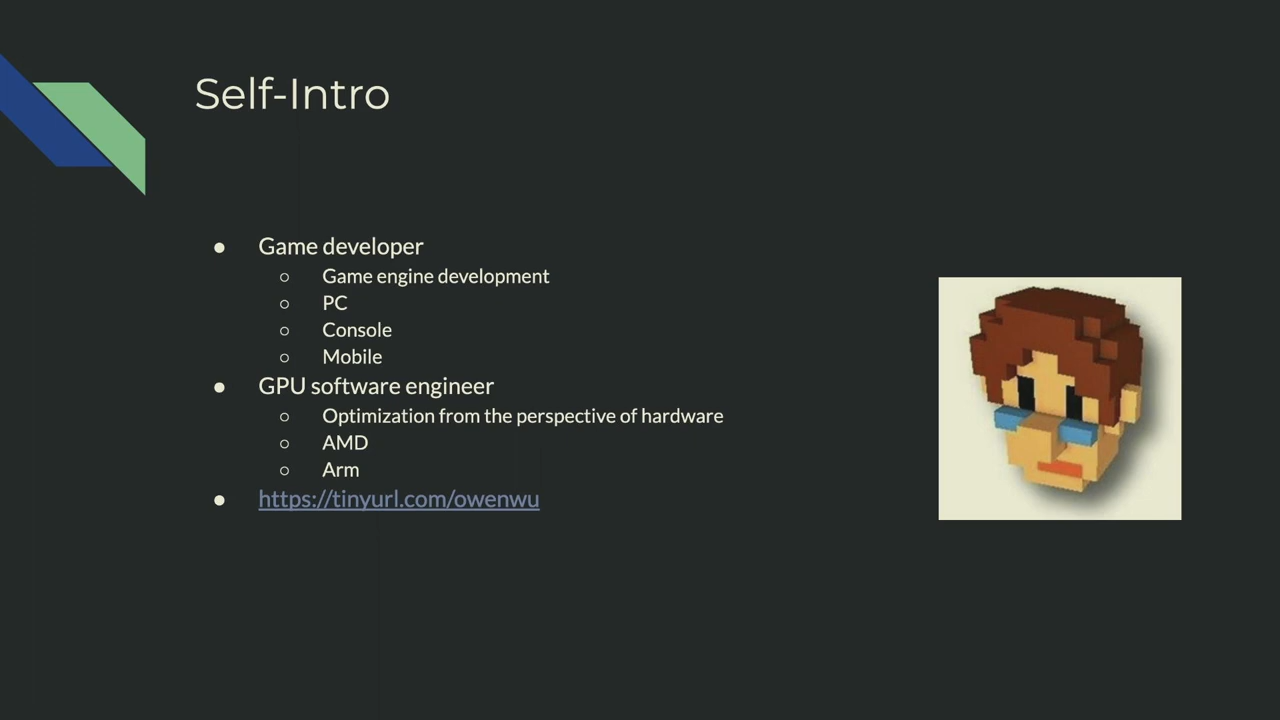 Self-Intro
● Game developer
○ Game engine development
○ PC
○ Console
○ Mobile
● GPU software engineer
○ Optimization from the perspective of hardware
○ AMD
○ Arm
● https://tinyurl.com/owenwu